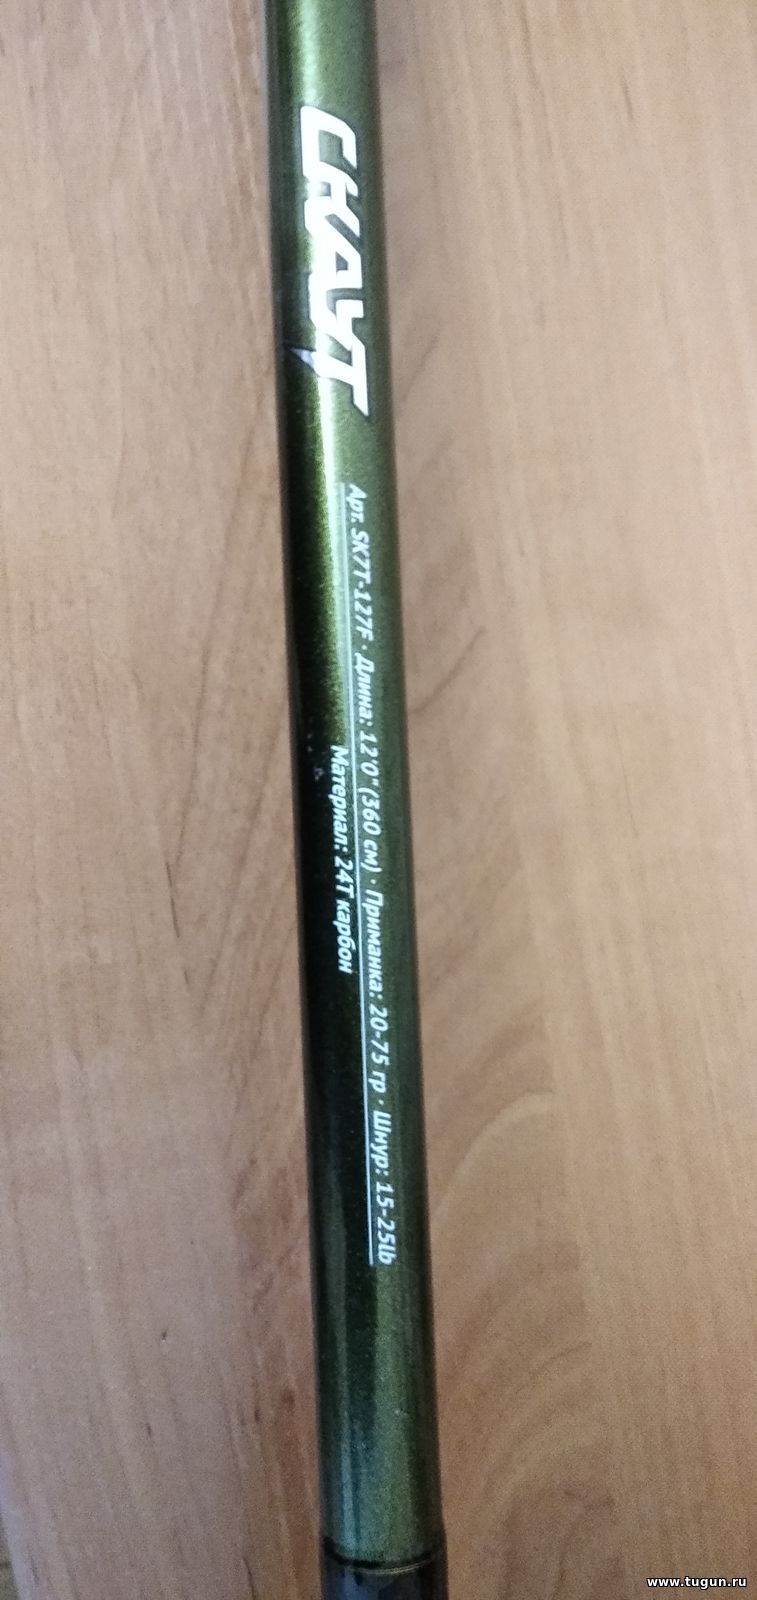 СКАУТ
Арт. SK7T-127F · Длина: 12'0" (360 см) · Приманка: 20-75 гр · Шнур: 15-25lb
Материал: 24T карбон
www.tugun.ru